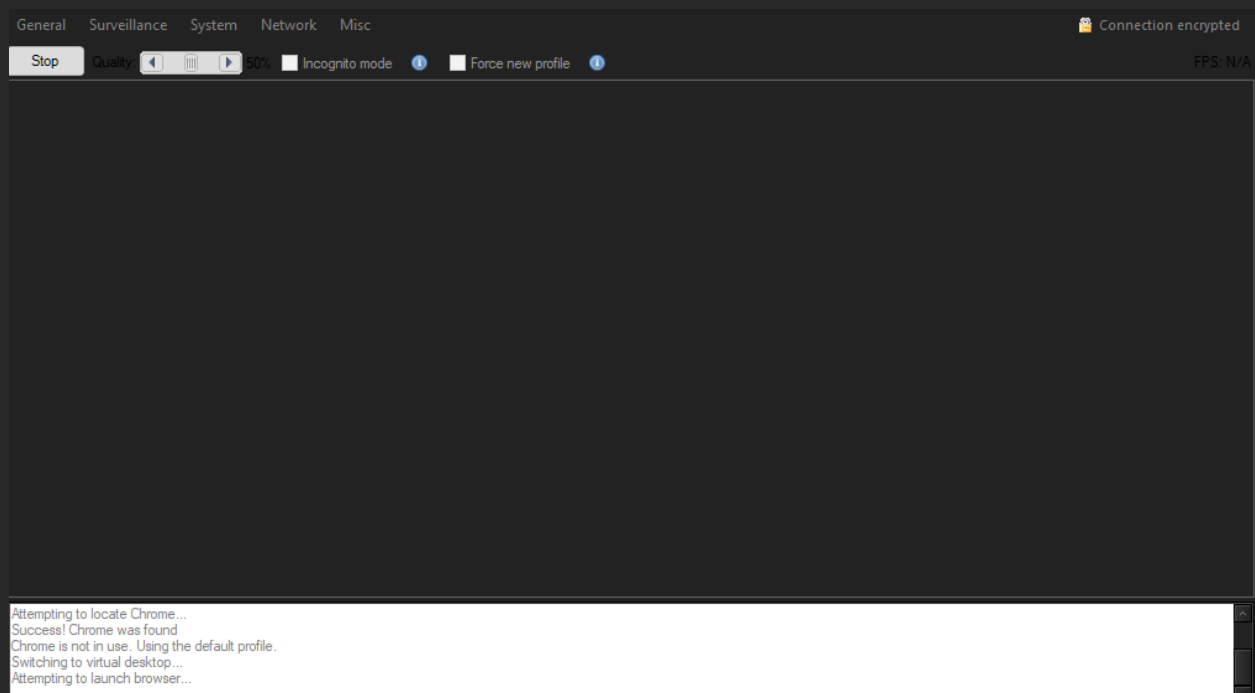 General Surveillance System Network Misc Connection encrypted
Stop Quality: 50% Incognito mode Force new profile FPS: N/A
Attempting to locate Chrome...
Success! Chrome was found
Chrome is not in use. Using the default profile.
Switching to virtual desktop...
Attempting to launch browser...